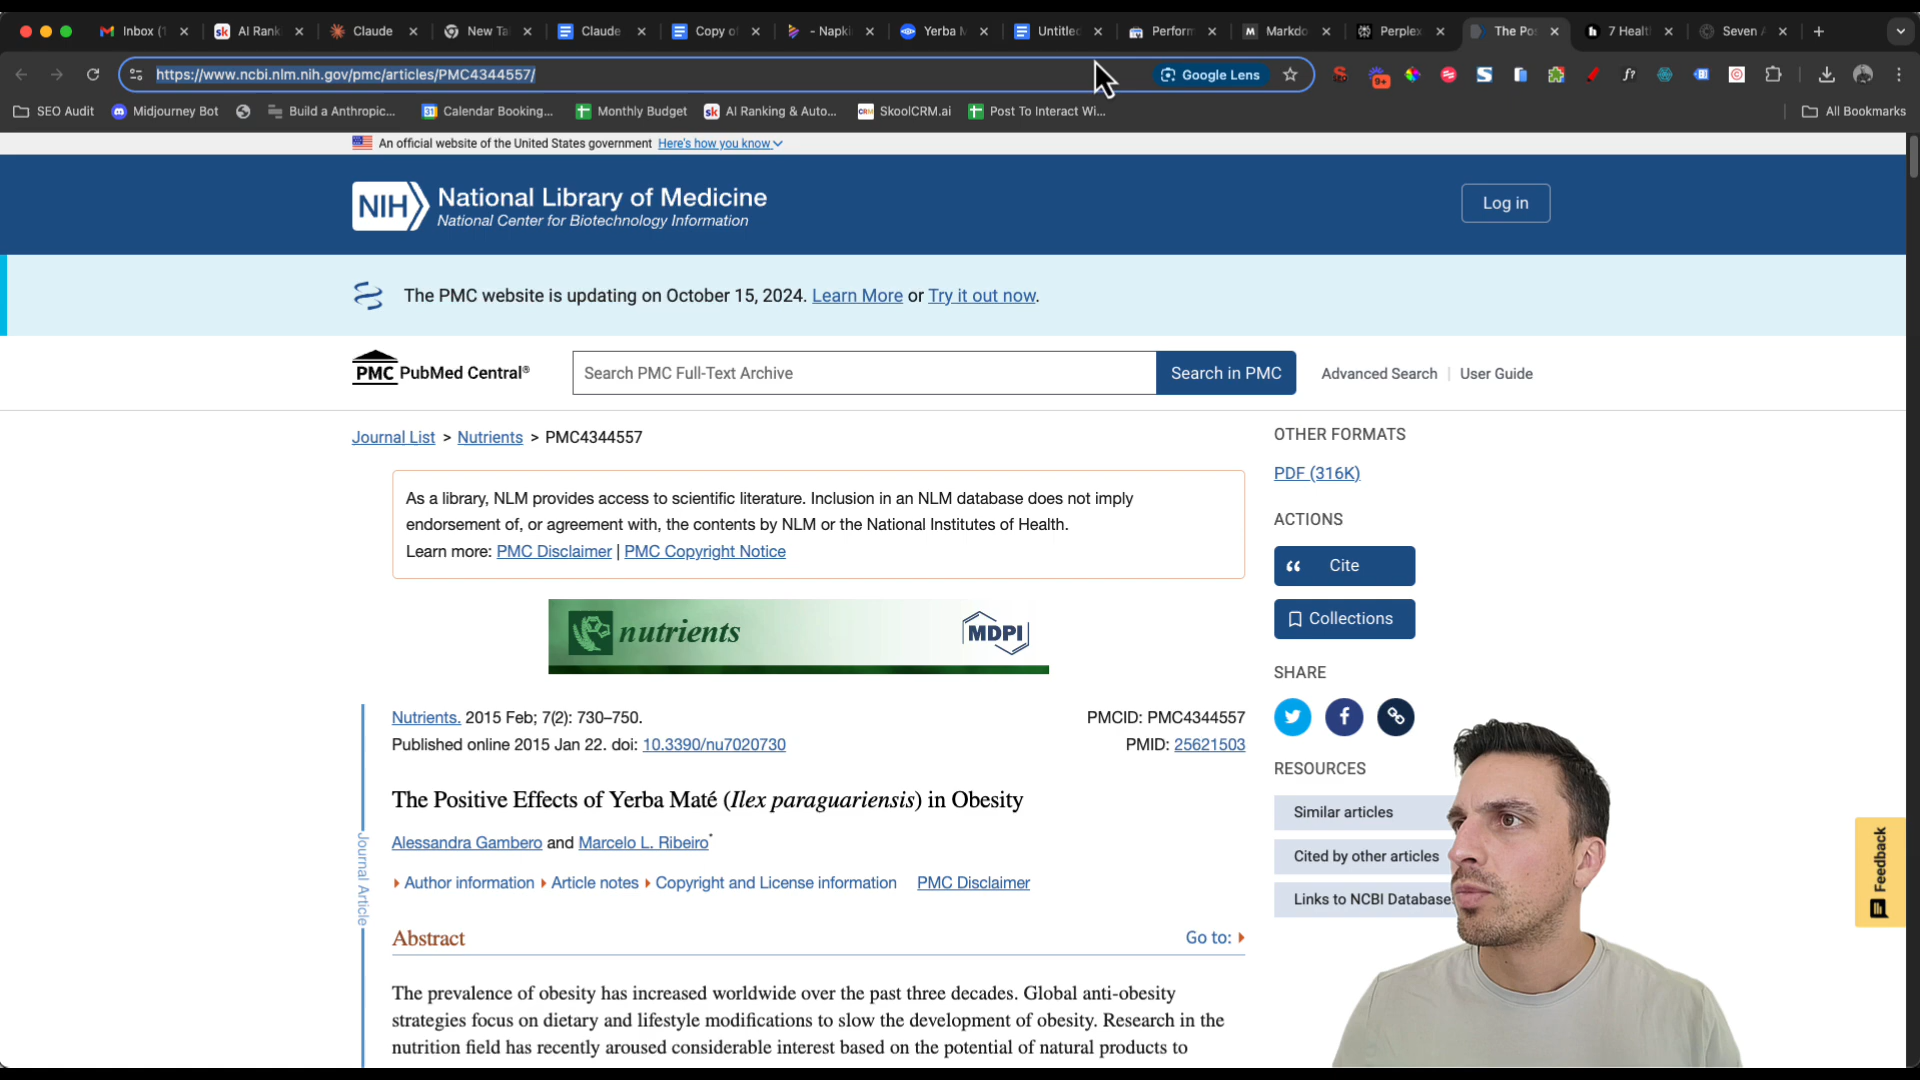 Inbox (1
AI Rank
Claude
New Ta
Claude
Copy of
- Napki
Yerba M
Untitled
Perform
Markdo
Perplex
The Pos
7 Healt
Seven A
https://www.ncbi.nlm.nih.gov/pmc/articles/PMC4344557/
Google Lens
9+
f?
SEO Audit
Midjourney Bot
Build a Anthropic...
Calendar Booking...
Monthly Budget
sk AI Ranking & Auto...
CRM SkoolCRM.ai
Post To Interact Wi...
All Bookmarks
An official website of the United States government Here's how you know
NIH National Library of Medicine
National Center for Biotechnology Information
Log in
The PMC website is updating on October 15, 2024. Learn More or Try it out now.
PMC PubMed Central®
Search PMC Full-Text Archive
Search in PMC
Advanced Search | User Guide
Journal List > Nutrients > PMC4344557
As a library, NLM provides access to scientific literature. Inclusion in an NLM database does not imply
endorsement of, or agreement with, the contents by NLM or the National Institutes of Health.
Learn more: PMC Disclaimer | PMC Copyright Notice
nutrients
MDPI
Nutrients. 2015 Feb; 7(2): 730–750.
PMCID: PMC4344557
Published online 2015 Jan 22. doi: 10.3390/nu7020730
PMID: 25621503
The Positive Effects of Yerba Maté (Ilex paraguariensis) in Obesity
Alessandra Gambero and Marcelo L. Ribeiro*
Author information Article notes Copyright and License information PMC Disclaimer
Journal Article
Abstract
Go to:
The prevalence of obesity has increased worldwide over the past three decades. Global anti-obesity
strategies focus on dietary and lifestyle modifications to slow the development of obesity. Research in the
nutrition field has recently aroused considerable interest based on the potential of natural products to
OTHER FORMATS
PDF (316K)
ACTIONS
Cite
Collections
SHARE
RESOURCES
Similar articles
Cited by other articles
Links to NCBI Databases
Feedback